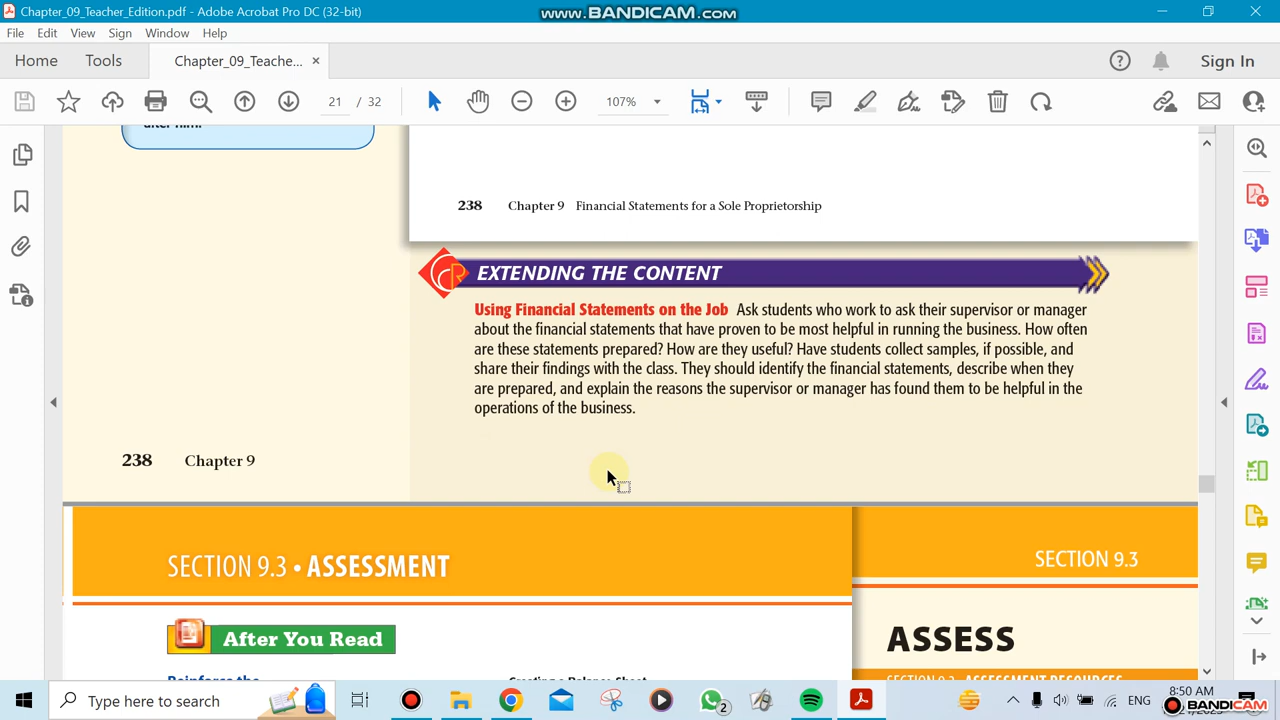 Chapter_09_Teacher_Edition.pdf - Adobe Acrobat Pro DC (32-bit)
www.BANDICAM.com
File Edit View Sign Window Help
Home Tools Chapter_09_Teache... × Sign In
21 / 32 107%
after him.
238 Chapter 9 Financial Statements for a Sole Proprietorship
CR EXTENDING THE CONTENT
Using Financial Statements on the Job Ask students who work to ask their supervisor or manager
about the financial statements that have proven to be most helpful in running the business. How often
are these statements prepared? How are they useful? Have students collect samples, if possible, and
share their findings with the class. They should identify the financial statements, describe when they
are prepared, and explain the reasons the supervisor or manager has found them to be helpful in the
operations of the business.
238 Chapter 9
SECTION 9.3 • ASSESSMENT
SECTION 9.3
After You Read
ASSESS
Reinforce the
Creating a Balance Sheet
SECTION 9.3 • ASSESSMENT RESOURCES
Type here to search
2
ENG
8:50 AM
BANDICAM